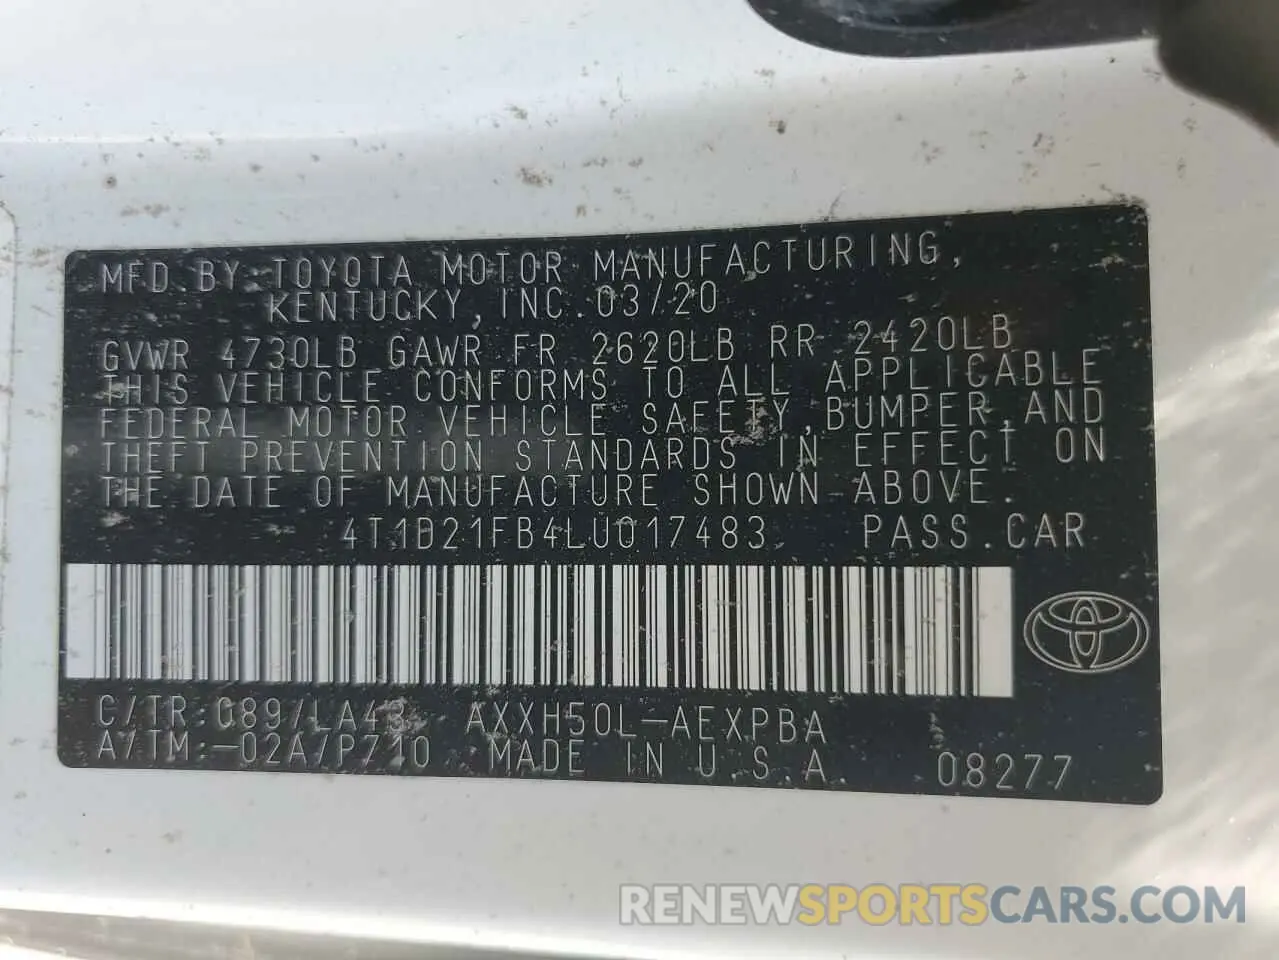 MFD BY TOYOTA MOTOR MANUFACTURING,
KENTUCKY, INC. 03/20
GVWR 4730LB GAWR FR 2620LB RR 2420LB
THIS VEHICLE CONFORMS TO ALL APPLICABLE
FEDERAL MOTOR VEHICLE SAFETY, BUMPER, AND
THEFT PREVENTION STANDARDS IN EFFECT ON
THE DATE OF MANUFACTURE SHOWN ABOVE.
4T1D21FB4LU017483 PASS. CAR
C/TR: 089/LA43 AXXH50L-AEXPBA
A/TM: -02A/P710 MADE IN U.S.A. 08277
RENEWSPORTSCARS.COM